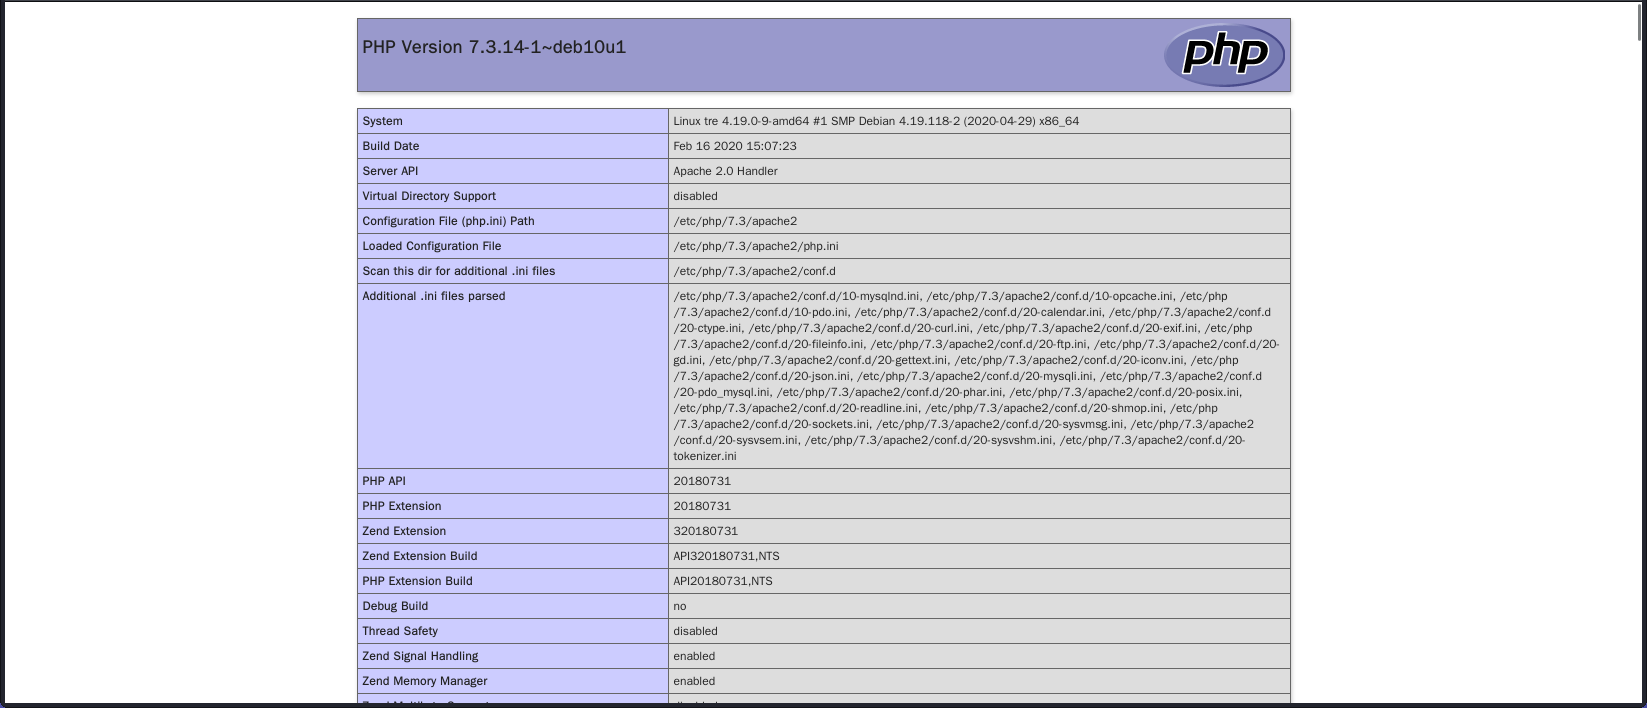 PHP Version 7.3.14-1~deb10u1
php
System Linux tre 4.19.0-9-amd64 #1 SMP Debian 4.19.118-2 (2020-04-29) x86_64
Build Date Feb 16 2020 15:07:23
Server API Apache 2.0 Handler
Virtual Directory Support disabled
Configuration File (php.ini) Path /etc/php/7.3/apache2
Loaded Configuration File /etc/php/7.3/apache2/php.ini
Scan this dir for additional .ini files /etc/php/7.3/apache2/conf.d
Additional .ini files parsed /etc/php/7.3/apache2/conf.d/10-mysqlnd.ini, /etc/php/7.3/apache2/conf.d/10-opcache.ini, /etc/php
/7.3/apache2/conf.d/10-pdo.ini, /etc/php/7.3/apache2/conf.d/20-calendar.ini, /etc/php/7.3/apache2/conf.d
/20-ctype.ini, /etc/php/7.3/apache2/conf.d/20-curl.ini, /etc/php/7.3/apache2/conf.d/20-exif.ini, /etc/php
/7.3/apache2/conf.d/20-fileinfo.ini, /etc/php/7.3/apache2/conf.d/20-ftp.ini, /etc/php/7.3/apache2/conf.d/20-
gd.ini, /etc/php/7.3/apache2/conf.d/20-gettext.ini, /etc/php/7.3/apache2/conf.d/20-iconv.ini, /etc/php
/7.3/apache2/conf.d/20-json.ini, /etc/php/7.3/apache2/conf.d/20-mysqli.ini, /etc/php/7.3/apache2/conf.d
/20-pdo_mysql.ini, /etc/php/7.3/apache2/conf.d/20-phar.ini, /etc/php/7.3/apache2/conf.d/20-posix.ini,
/etc/php/7.3/apache2/conf.d/20-readline.ini, /etc/php/7.3/apache2/conf.d/20-shmop.ini, /etc/php
/7.3/apache2/conf.d/20-sockets.ini, /etc/php/7.3/apache2/conf.d/20-sysvmsg.ini, /etc/php/7.3/apache2
/conf.d/20-sysvsem.ini, /etc/php/7.3/apache2/conf.d/20-sysvshm.ini, /etc/php/7.3/apache2/conf.d/20-
tokenizer.ini
PHP API 20180731
PHP Extension 20180731
Zend Extension 320180731
Zend Extension Build API320180731,NTS
PHP Extension Build API20180731,NTS
Debug Build no
Thread Safety disabled
Zend Signal Handling enabled
Zend Memory Manager enabled